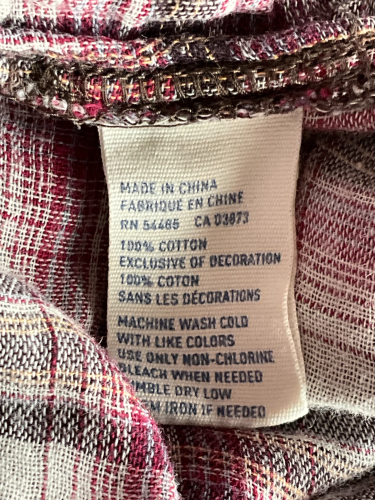 MADE IN CHINA
FABRIQUE EN CHINE
RN 54485 CA 03873
100% COTTON
EXCLUSIVE OF DECORATION
100% COTON
SANS LES DÉCORATIONS
MACHINE WASH COLD
WITH LIKE COLORS
USE ONLY NON-CHLORINE
BLEACH WHEN NEEDED
UMBLE DRY LOW
M IRON IF NEEDED